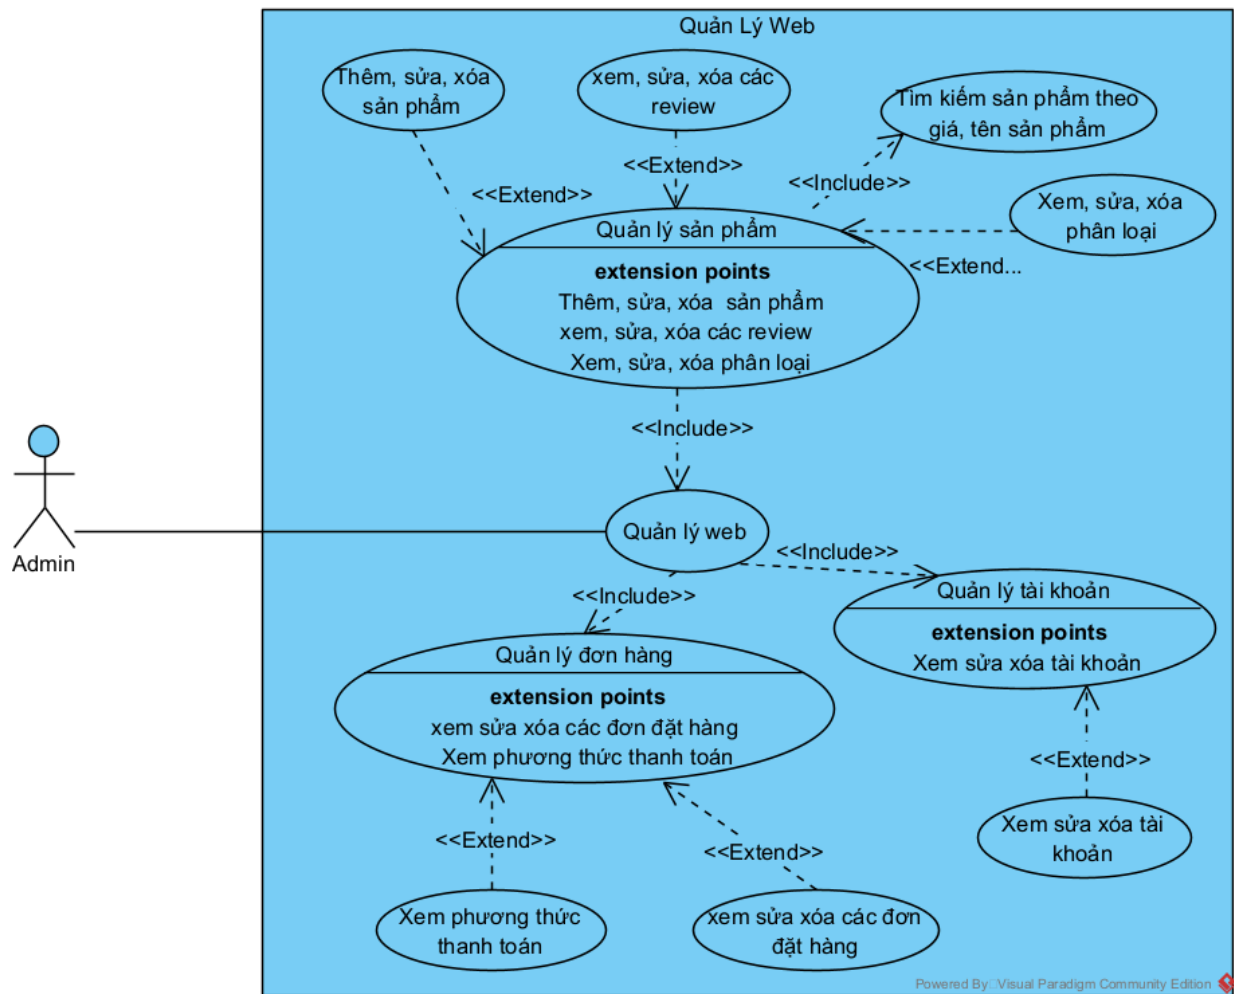 Quản Lý Web
Thêm, sửa, xóa
sản phẩm
xem, sửa, xóa các
review
Tìm kiếm sản phẩm theo
giá, tên sản phẩm
<<Extend>>
<<Include>>
<<Extend>>
Xem, sửa, xóa
phân loại
Quản lý sản phẩm
<<Extend...
extension points
Thêm, sửa, xóa  sản phẩm
xem, sửa, xóa các review
Xem, sửa, xóa phân loại
<<Include>>
Admin
Quản lý web
<<Include>>
<<Include>>
Quản lý tài khoản
extension points
Xem sửa xóa tài khoản
Quản lý đơn hàng
extension points
xem sửa xóa các đơn đặt hàng
Xem phương thức thanh toán
<<Extend>>
<<Extend>>
<<Extend>>
Xem sửa xóa tài
khoản
Xem phương thức
thanh toán
xem sửa xóa các đơn
đặt hàng
Powered By Visual Paradigm Community Edition